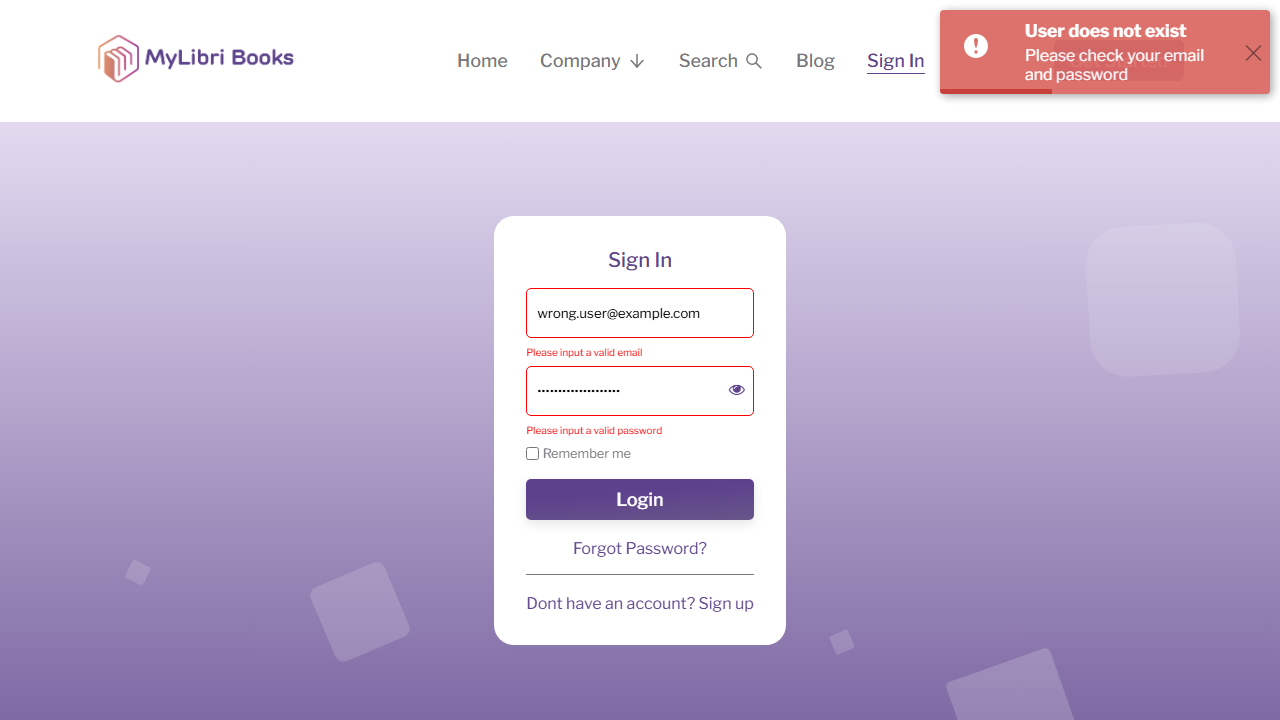 MyLibri Books
Home
Company
Search
Blog
Sign In
User does not exist
Please check your email
and password
Sign In
wrong.user@example.com
Please input a valid email
Please input a valid password
Remember me
Login
Forgot Password?
Dont have an account? Sign up